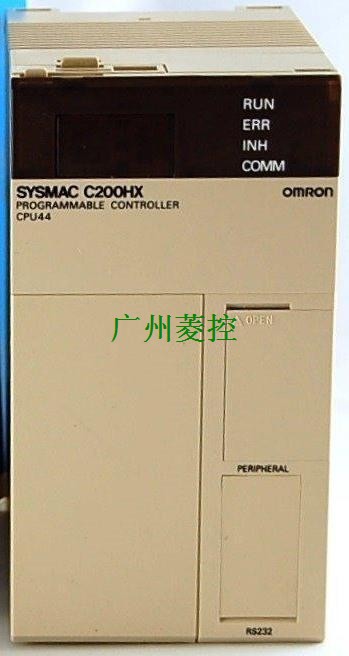 RUN
ERR
INH
COMM
SYSMAC C200HX
OMRON
PROGRAMMABLE CONTROLLER
CPU44
OPEN
广州菱控
PERIPHERAL
RS232